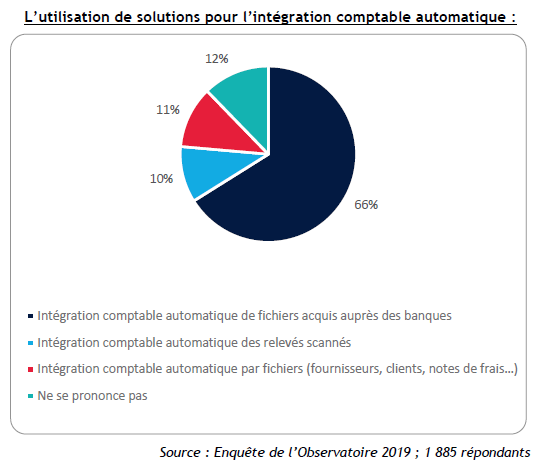 L’utilisation de solutions pour l’intégration comptable automatique :
12%
11%
10%
66%
Intégration comptable automatique de fichiers acquis auprès des banques
Intégration comptable automatique des relevés scannés
Intégration comptable automatique par fichiers (fournisseurs, clients, notes de frais…)
Ne se prononce pas
Source : Enquête de l’Observatoire 2019 ; 1 885 répondants